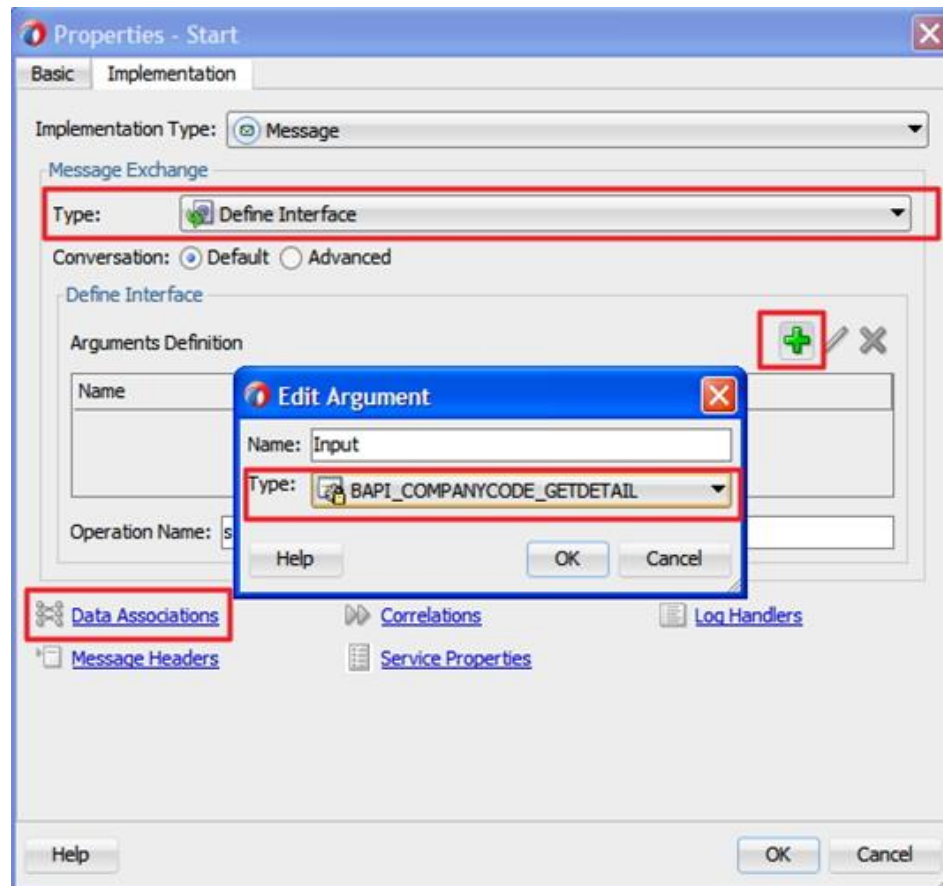 Properties - Start
Basic Implementation
Implementation Type: Message
Message Exchange
Type: Define Interface
Conversation: Default Advanced
Define Interface
Arguments Definition
Name
Edit Argument
Name: Input
Type: BAPI_COMPANYCODE_GETDETAIL
Operation Name: s
Help OK Cancel
Data Associations Correlations Log Handlers
Message Headers Service Properties
Help OK Cancel